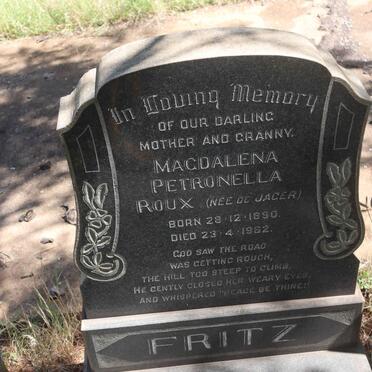 In Loving Memory
OF OUR DARLING
MOTHER AND GRANNY.
MAGDALENA
PETRONELLA
ROUX (NÉE DE JAGER)
BORN 28-12-1890.
DIED 23-4-1962.
GOD SAW THE ROAD
WAS GETTING ROUGH,
THE HILL TOO STEEP TO CLIMB,
HE GENTLY CLOSED HER WEARY EYES,
AND WHISPERED "PEACE BE THINE!"
FRITZ